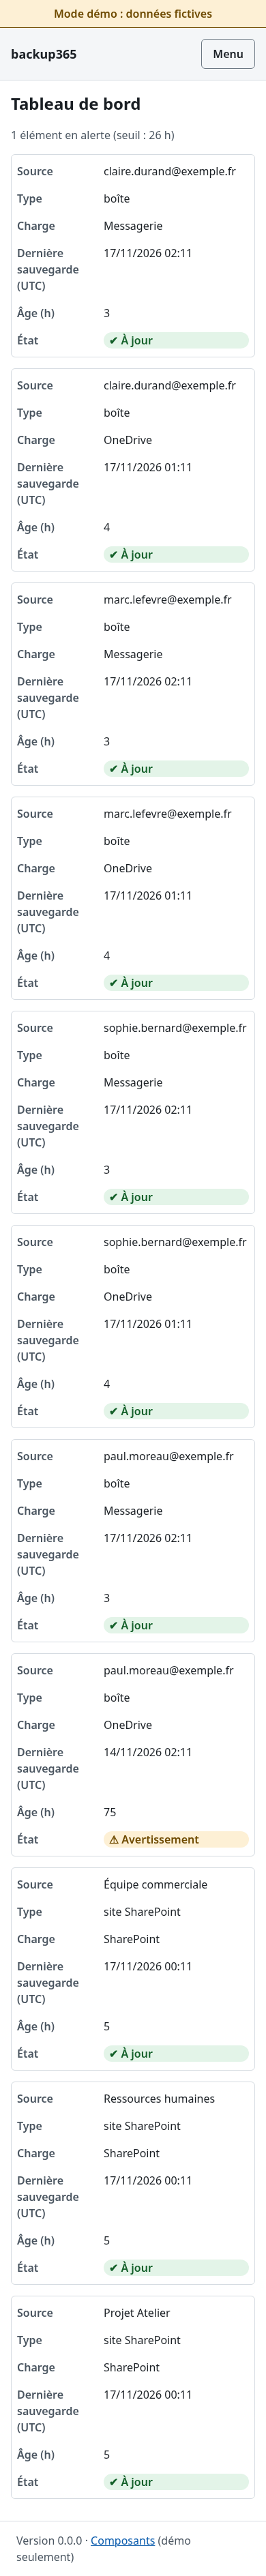 Mode démo : données fictives
backup365
Menu
Tableau de bord
1 élément en alerte (seuil : 26 h)
Source claire.durand@exemple.fr
Type boîte
Charge Messagerie
Dernière sauvegarde (UTC) 17/11/2026 02:11
Âge (h) 3
État ✔ À jour
Source claire.durand@exemple.fr
Type boîte
Charge OneDrive
Dernière sauvegarde (UTC) 17/11/2026 01:11
Âge (h) 4
État ✔ À jour
Source marc.lefevre@exemple.fr
Type boîte
Charge Messagerie
Dernière sauvegarde (UTC) 17/11/2026 02:11
Âge (h) 3
État ✔ À jour
Source marc.lefevre@exemple.fr
Type boîte
Charge OneDrive
Dernière sauvegarde (UTC) 17/11/2026 01:11
Âge (h) 4
État ✔ À jour
Source sophie.bernard@exemple.fr
Type boîte
Charge Messagerie
Dernière sauvegarde (UTC) 17/11/2026 02:11
Âge (h) 3
État ✔ À jour
Source sophie.bernard@exemple.fr
Type boîte
Charge OneDrive
Dernière sauvegarde (UTC) 17/11/2026 01:11
Âge (h) 4
État ✔ À jour
Source paul.moreau@exemple.fr
Type boîte
Charge Messagerie
Dernière sauvegarde (UTC) 17/11/2026 02:11
Âge (h) 3
État ✔ À jour
Source paul.moreau@exemple.fr
Type boîte
Charge OneDrive
Dernière sauvegarde (UTC) 14/11/2026 02:11
Âge (h) 75
État ⚠ Avertissement
Source Équipe commerciale
Type site SharePoint
Charge SharePoint
Dernière sauvegarde (UTC) 17/11/2026 00:11
Âge (h) 5
État ✔ À jour
Source Ressources humaines
Type site SharePoint
Charge SharePoint
Dernière sauvegarde (UTC) 17/11/2026 00:11
Âge (h) 5
État ✔ À jour
Source Projet Atelier
Type site SharePoint
Charge SharePoint
Dernière sauvegarde (UTC) 17/11/2026 00:11
Âge (h) 5
État ✔ À jour
Version 0.0.0 · Composants (démo
seulement)